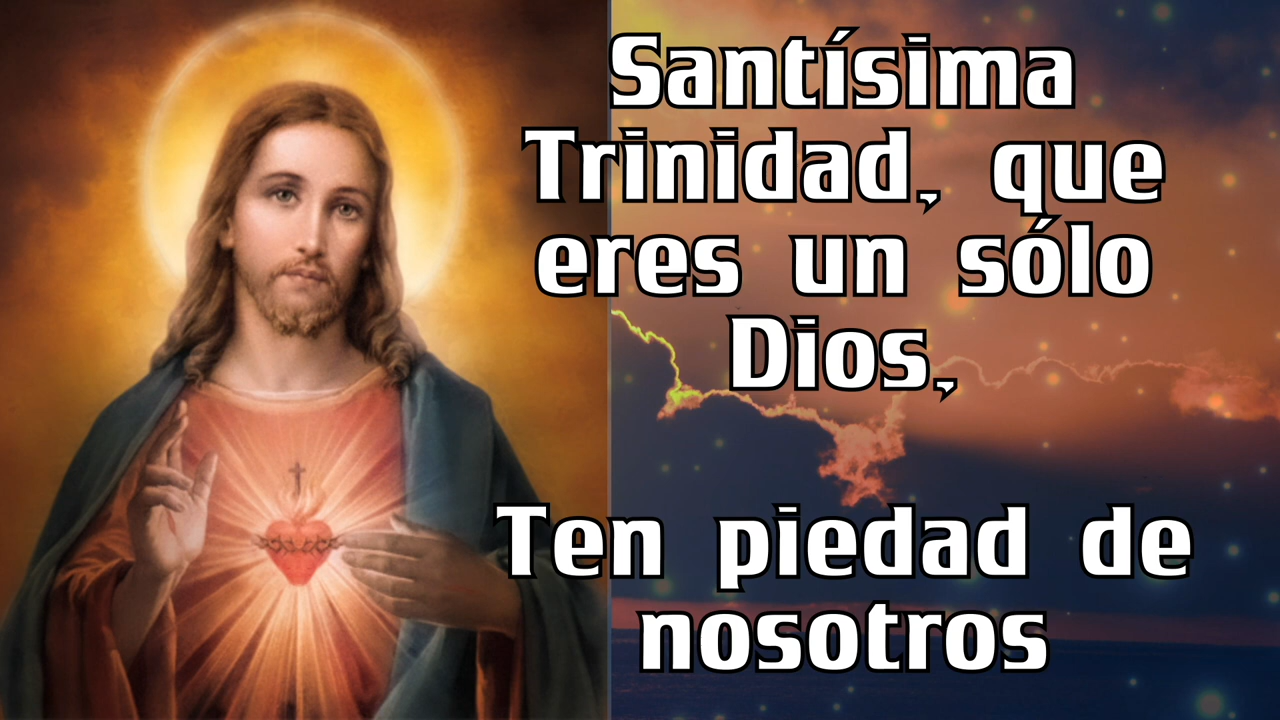 Santísima
Trinidad, que
eres un sólo
Dios,
Ten piedad de
nosotros